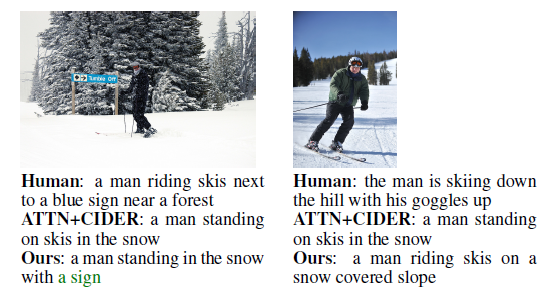 Off
Human: a man riding skis next
to a blue sign near a forest
ATTN+CIDER: a man standing
on skis in the snow
Ours: a man standing in the snow
with a sign
Human: the man is skiing down
the hill with his goggles up
ATTN+CIDER: a man standing
on skis in the snow
Ours: a man riding skis on a
snow covered slope